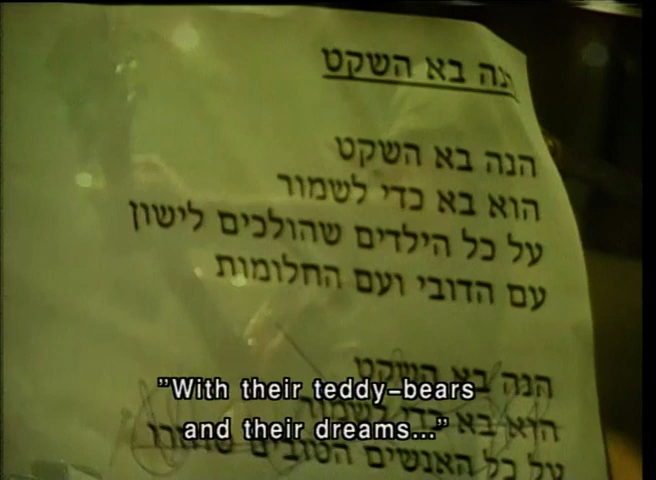 הנה בא השקט
הנה בא השקט
הוא בא כדי לשמור
על כל הילדים שהולכים לישון
עם הדובי ועם החלומות
הנה בא השקט
הוא בא כדי לשמור
על כל האנשים הטובים
"With their teddy–bears
and their dreams..."